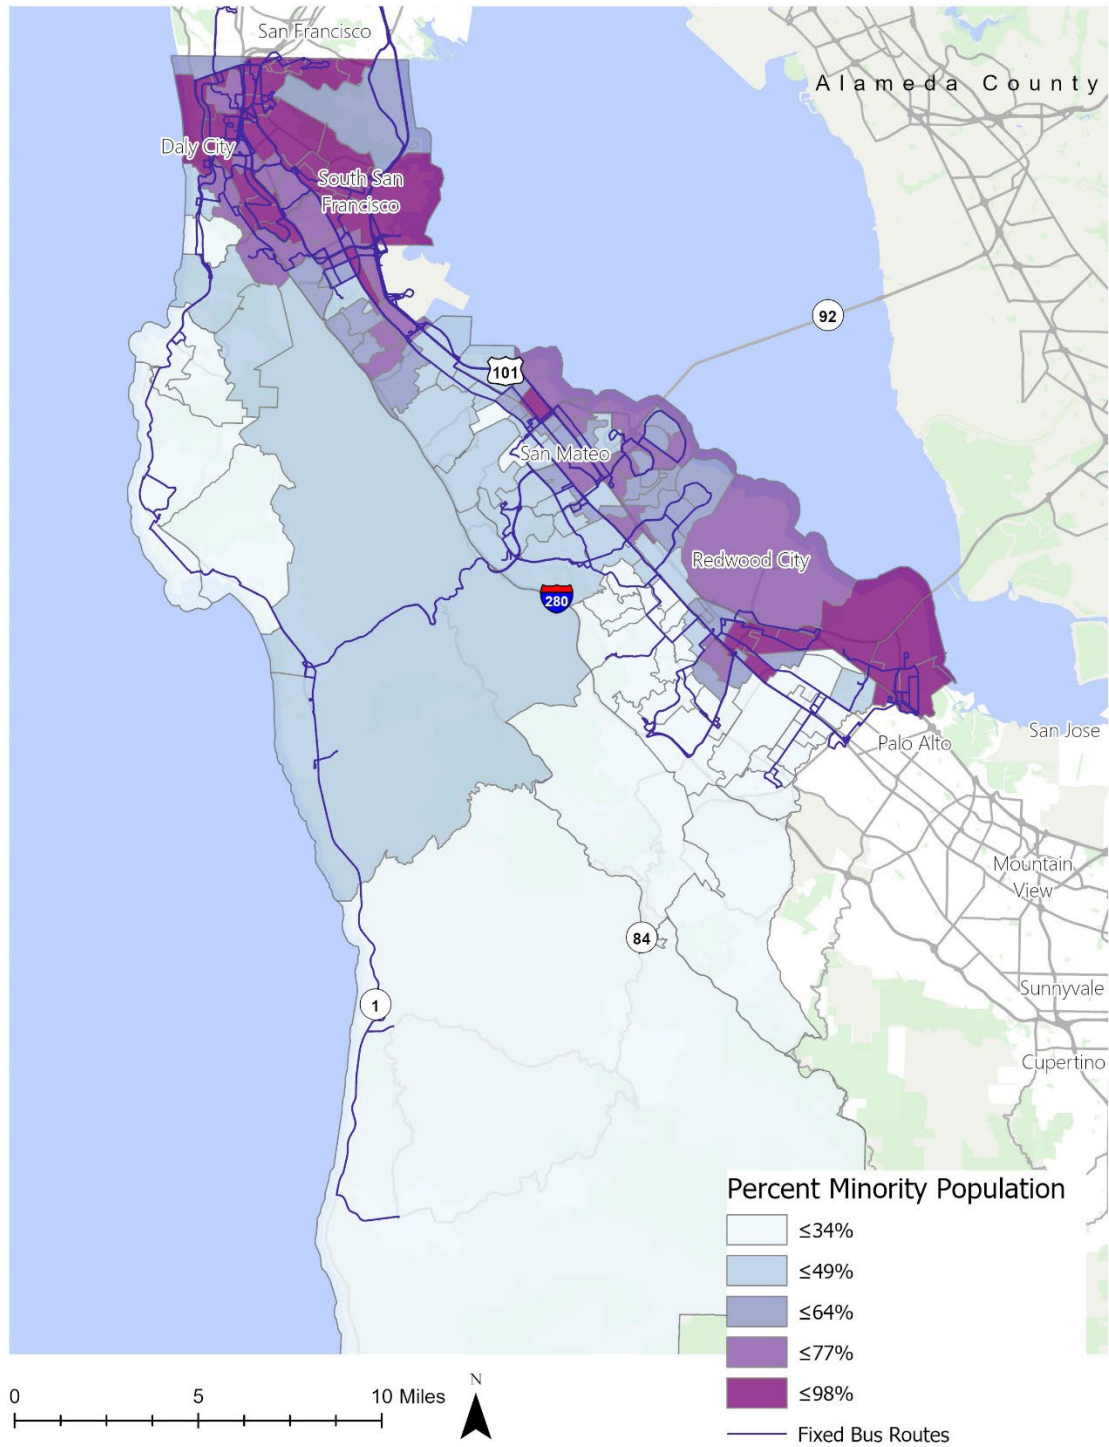 San Francisco
Alameda County
Daly City
South San
Francisco
92
101
San Mateo
Redwood City
280
San Jose
Palo Alto
Mountain
View
84
Sunnyvale
1
Cupertino
Percent Minority Population
≤34%
≤49%
≤64%
≤77%
≤98%
Fixed Bus Routes
0 5 10 Miles
N